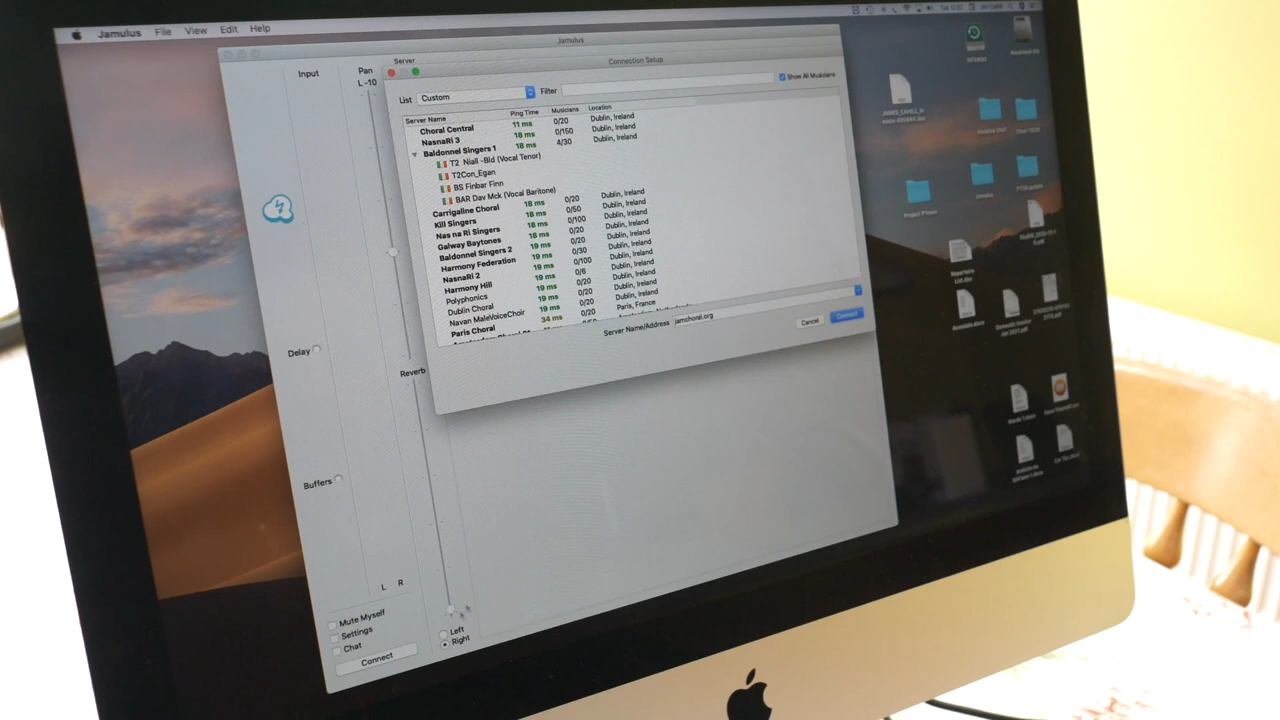 Jamulus File View Edit Help
Jamulus
Server
Connection Setup
Input
Pan
L -10
List Custom Filter Show All Musicians
Server Name Ping Time Musicians Location
Choral Central 11 ms 0/20 Dublin, Ireland
NasnaRi 3 18 ms 0/150 Dublin, Ireland
Baldonnel Singers 1 18 ms 4/30 Dublin, Ireland
T2 Niall -Bld (Vocal Tenor)
T2Con_Egan
BS Finbar Finn
BAR Dav Mck (Vocal Baritone)
Carrigaline Choral 18 ms 0/20 Dublin, Ireland
Kill Singers 18 ms 0/50 Dublin, Ireland
Nas na Ri Singers 18 ms 0/100 Dublin, Ireland
Galway Baytones 18 ms 0/20 Dublin, Ireland
Baldonnel Singers 2 19 ms 0/20 Dublin, Ireland
Harmony Federation 19 ms 0/30 Dublin, Ireland
NasnaRi 2 19 ms 0/100 Dublin, Ireland
Harmony Hill 19 ms 0/6 Dublin, Ireland
Polyphonics 19 ms 0/20 Dublin, Ireland
Dublin Choral 19 ms 0/20 Dublin, Ireland
Navan MaleVoiceChoir 19 ms 0/20 Dublin, Ireland
Paris Choral 34 ms 0/20 Paris, France
Server Name/Address jamchoral.org
Cancel Connect
Delay
Reverb
Buffers
L R
Mute Myself
Settings
Chat
Connect
Left
Right
Jamulus